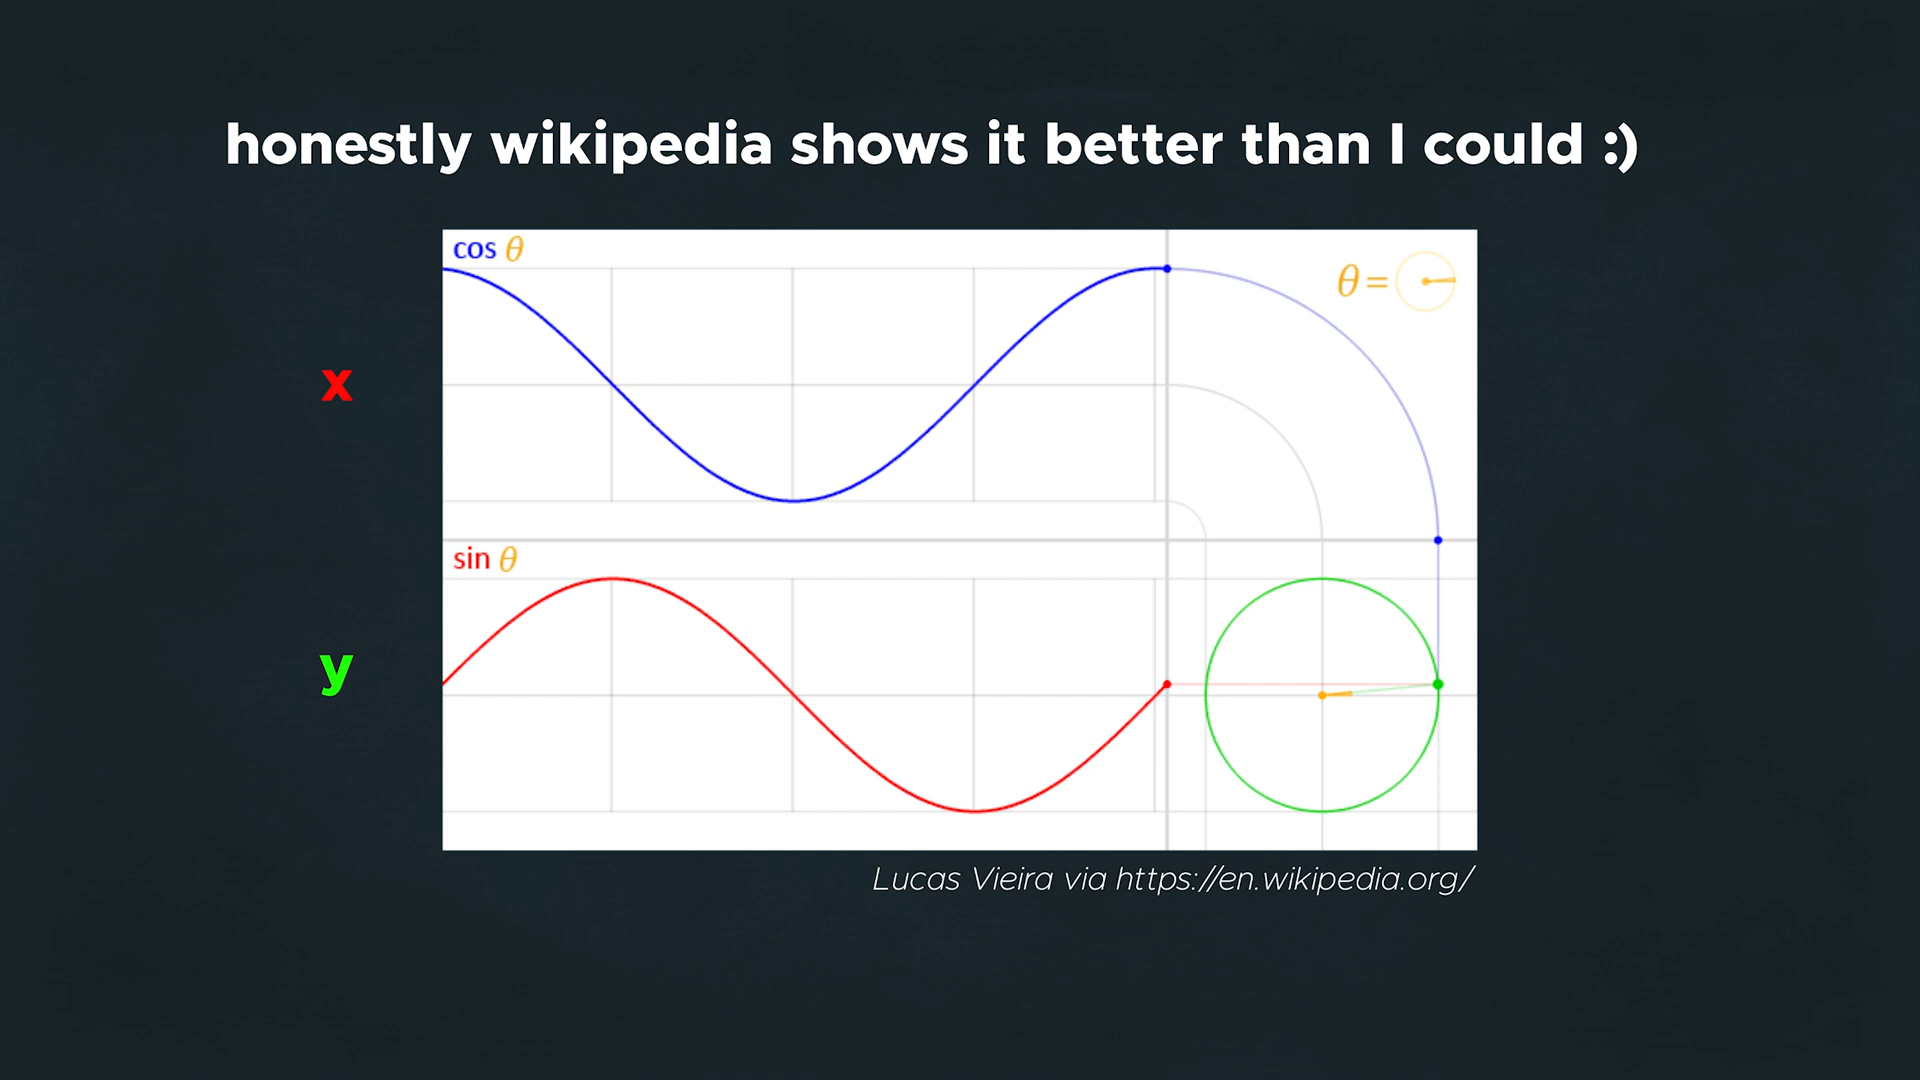 honestly wikipedia shows it better than I could :)
cos θ
θ =
x
sin θ
y
Lucas Vieira via https://en.wikipedia.org/